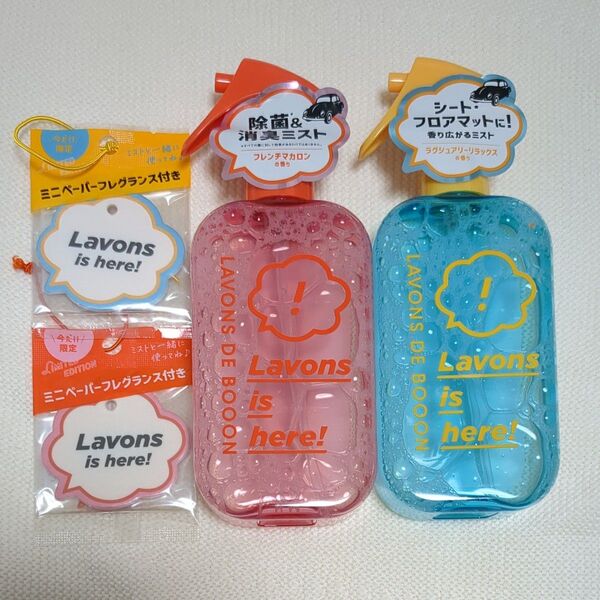 今だけ
限定
ミストと一緒に
使ってね♪
ミニペーパーフレグランス付き
Lavons
is here!
今だけ
限定
EDITION
ミストと一緒に
使ってね♪
ミニペーパーフレグランス付き
Lavons
is here!
除菌&
消臭ミスト
フレンチマカロン
の香り
LAVONS DE BOOON
!
Lavons
is
here!
シート・
フロアマットに!
香り広がるミスト
ラグジュアリーリラックス
の香り
LAVONS DE BOOON
!
Lavons
is
here!